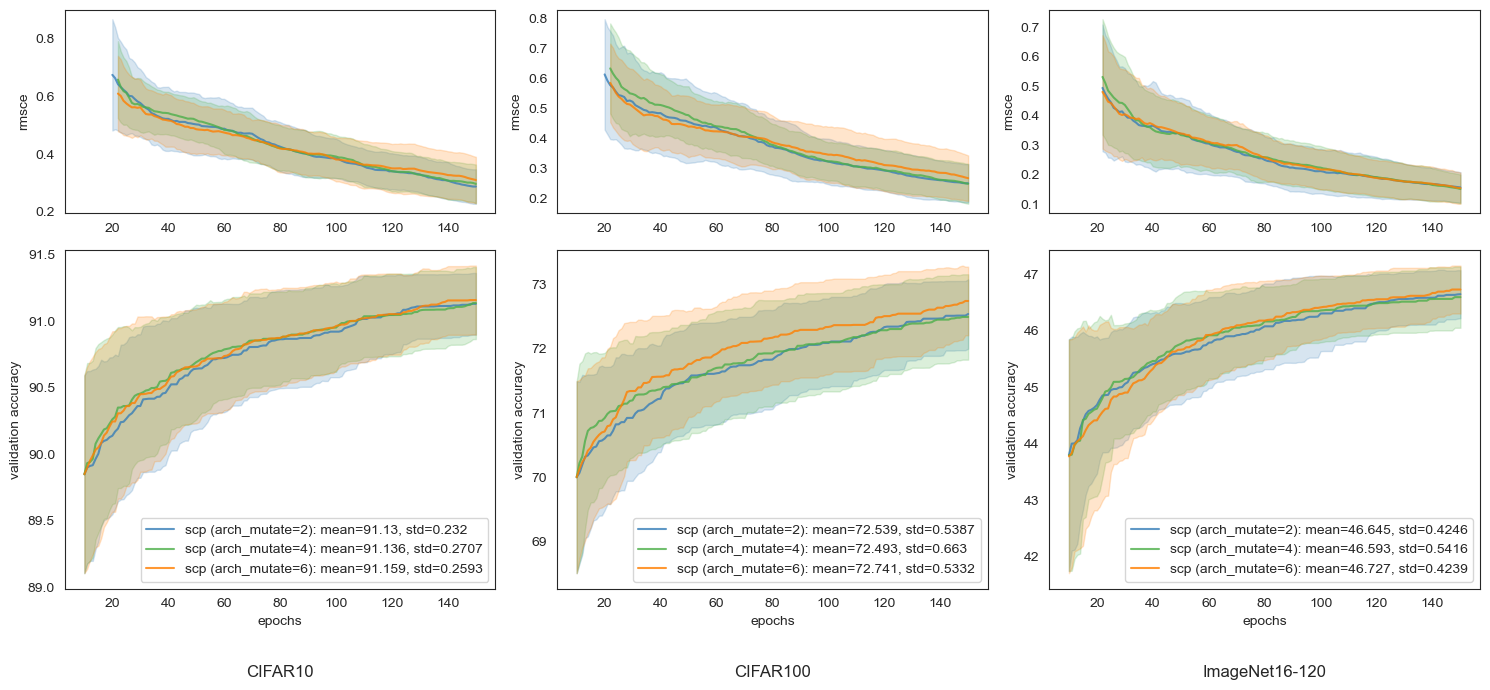 rmsce
0.8
0.6
0.4
0.2
20 40 60 80 100 120 140
rmsce
0.8
0.7
0.6
0.5
0.4
0.3
0.2
20 40 60 80 100 120 140
rmsce
0.7
0.6
0.5
0.4
0.3
0.2
0.1
20 40 60 80 100 120 140
validation accuracy
91.5
91.0
90.5
90.0
89.5
89.0
scp (arch_mutate=2): mean=91.13, std=0.232
scp (arch_mutate=4): mean=91.136, std=0.2707
scp (arch_mutate=6): mean=91.159, std=0.2593
20 40 60 80 100 120 140
epochs
CIFAR10
validation accuracy
73
72
71
70
69
scp (arch_mutate=2): mean=72.539, std=0.5387
scp (arch_mutate=4): mean=72.493, std=0.663
scp (arch_mutate=6): mean=72.741, std=0.5332
20 40 60 80 100 120 140
epochs
CIFAR100
validation accuracy
47
46
45
44
43
42
scp (arch_mutate=2): mean=46.645, std=0.4246
scp (arch_mutate=4): mean=46.593, std=0.5416
scp (arch_mutate=6): mean=46.727, std=0.4239
20 40 60 80 100 120 140
epochs
ImageNet16-120